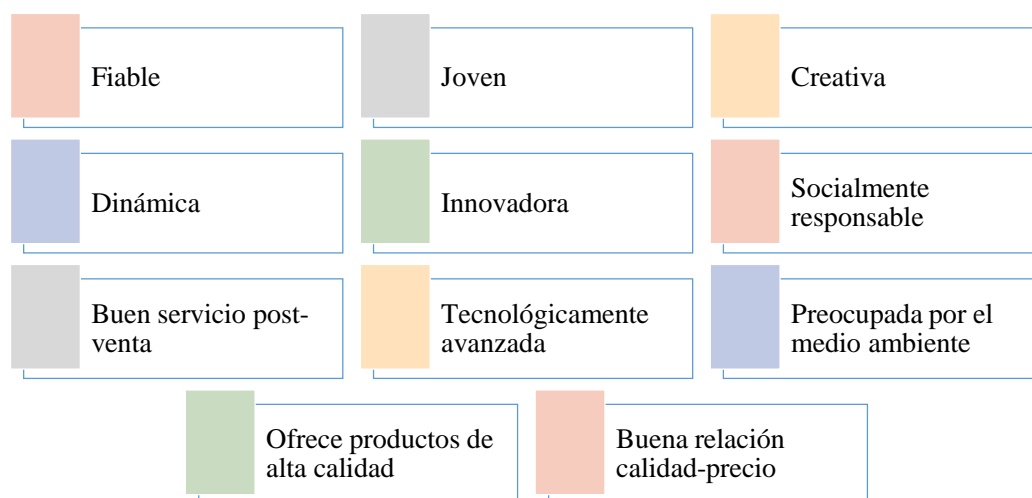 Fiable
Joven
Creativa
Dinámica
Innovadora
Socialmente
responsable
Buen servicio post-
venta
Tecnológicamente
avanzada
Preocupada por el
medio ambiente
Ofrece productos de
alta calidad
Buena relación
calidad-precio